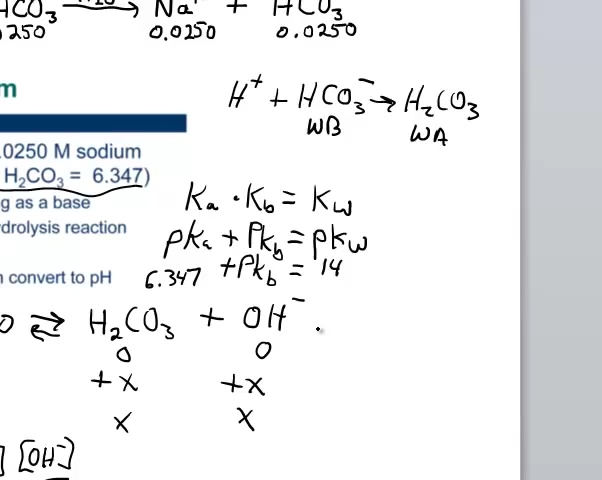 HCO₃ H₂O → Na⁺ + HCO₃⁻
0.0250 0.0250 0.0250
m
H⁺ + HCO₃⁻ → H₂CO₃
WB WA
.0250 M sodium
H₂CO₃ = 6.347)
g as a base
drolysis reaction
n convert to pH
Ka · Kb = Kw
pKa + PKb = pKw
6.347 + PKb = 14
O ⇌ H₂CO₃ + OH⁻ .
0 0
+x +x
x x
] [OH⁻]